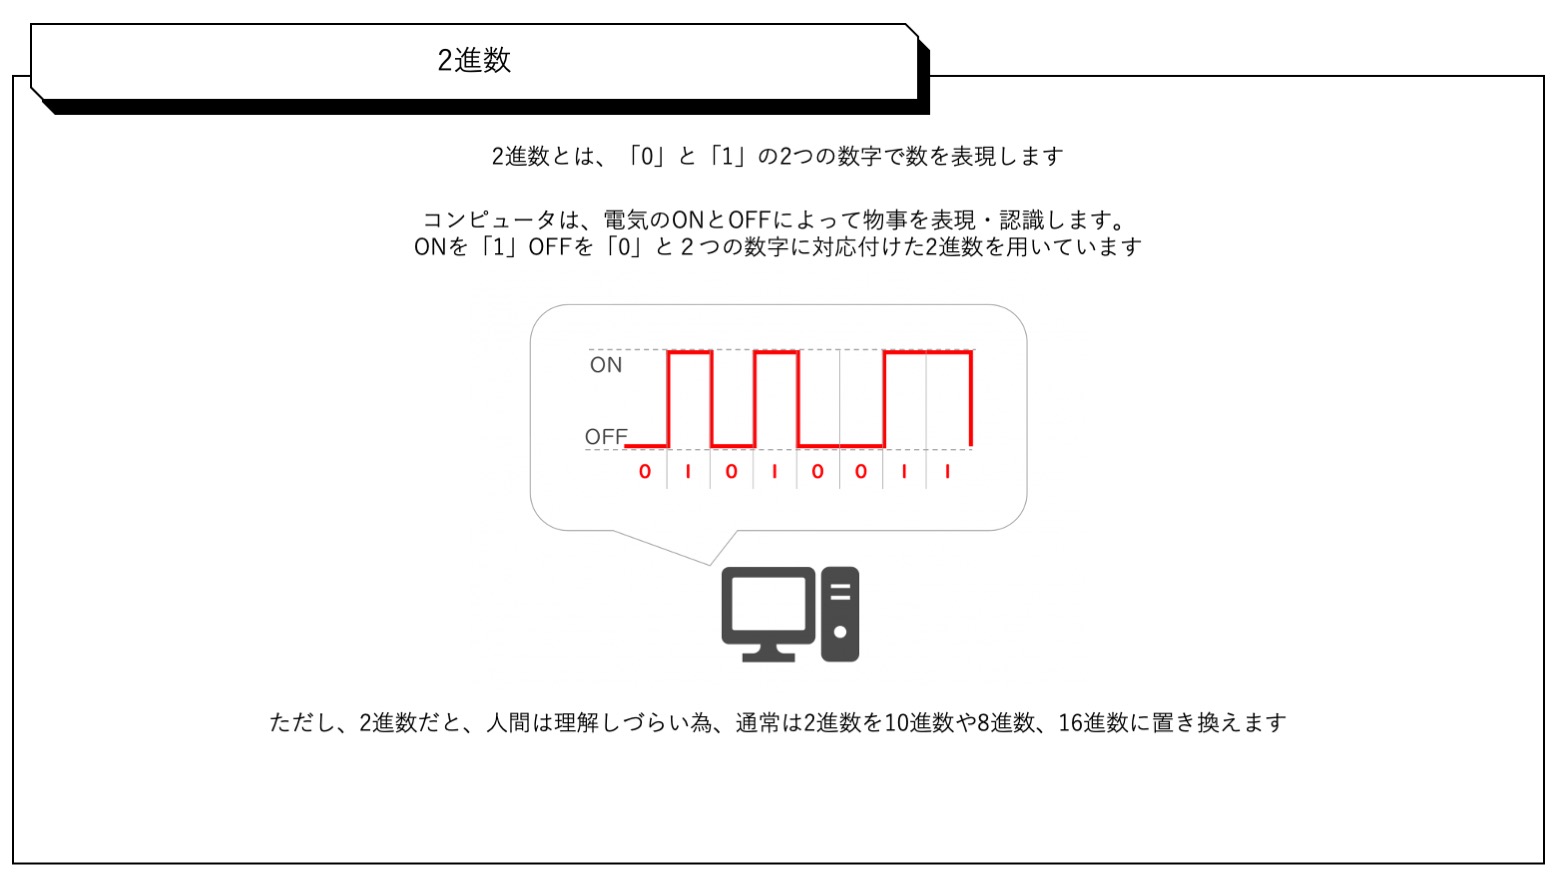 2進数
2進数とは、「0」と「1」の2つの数字で数を表現します
コンピュータは、電気のONとOFFによって物事を表現・認識します。
ONを「1」OFFを「0」と２つの数字に対応付けた2進数を用いています
ON
OFF
0 1 0 1 0 0 1 1
ただし、2進数だと、人間は理解しづらい為、通常は2進数を10進数や8進数、16進数に置き換えます